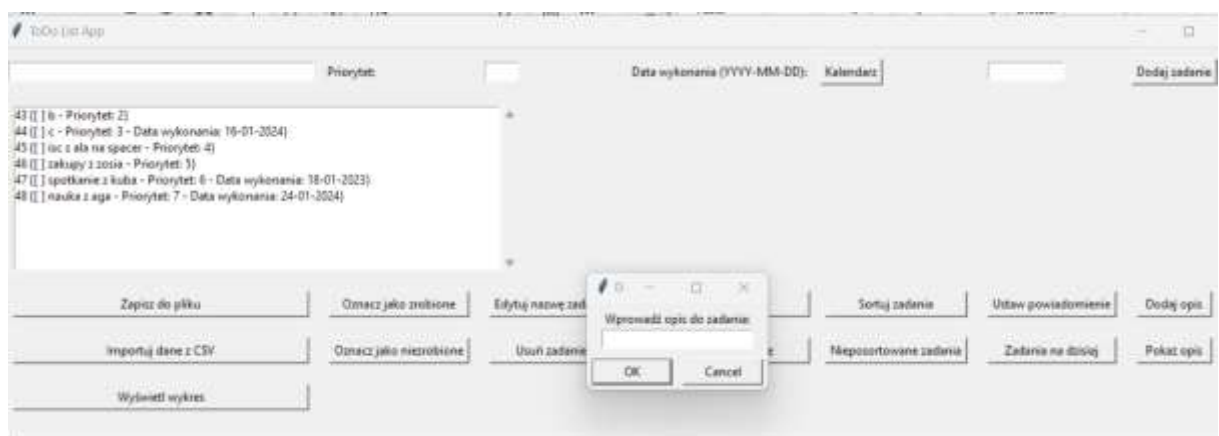 ToDo List App
Priorytet: Data wykonania (YYYY-MM-DD): Kalendarz Dodaj zadanie
43 ([ ] b - Priorytet: 2)
44 ([ ] c - Priorytet: 3 - Data wykonania: 16-01-2024)
45 ([ ] isc z ala na spacer - Priorytet: 4)
46 ([ ] zakupy z zosia - Priorytet: 5)
47 ([ ] spotkanie z kuba - Priorytet: 6 - Data wykonania: 18-01-2023)
48 ([ ] nauka z aga - Priorytet: 7 - Data wykonania: 24-01-2024)
Wprowadź opis do zadania:
OK Cancel
Zapisz do pliku Oznacz jako zrobione Edytuj nazwę zad Sortuj zadania Ustaw powiadomienie Dodaj opis
Importuj dane z CSV Oznacz jako niezrobione Usuń zadanie Nieposortowane zadania Zadania na dzisiaj Pokaż opis
Wyświetl wykres